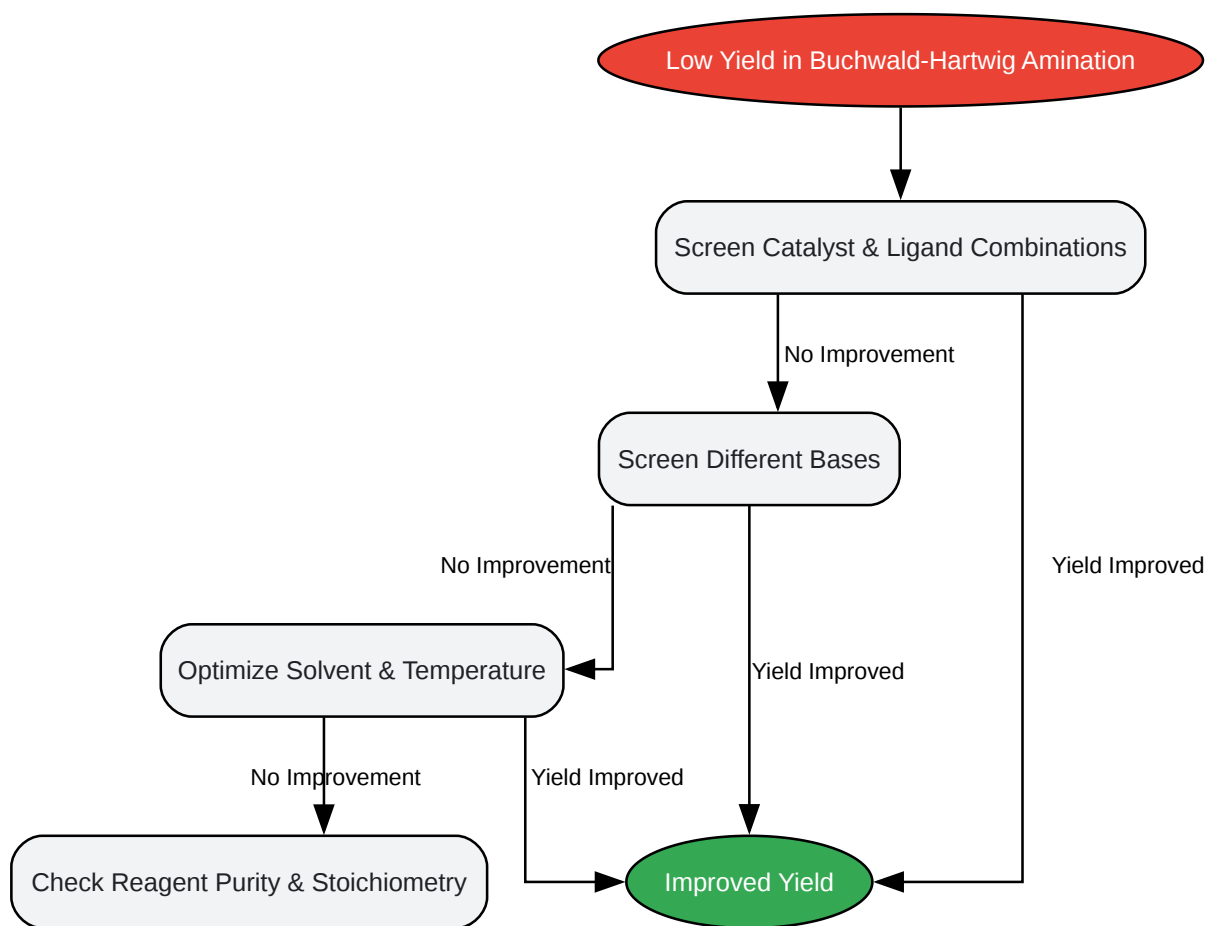 Low Yield in Buchwald-Hartwig Amination
Screen Catalyst & Ligand Combinations
No Improvement
Screen Different Bases
No Improvement
Yield Improved
Optimize Solvent & Temperature
Yield Improved
No Improvement
Yield Improved
Check Reagent Purity & Stoichiometry
Improved Yield